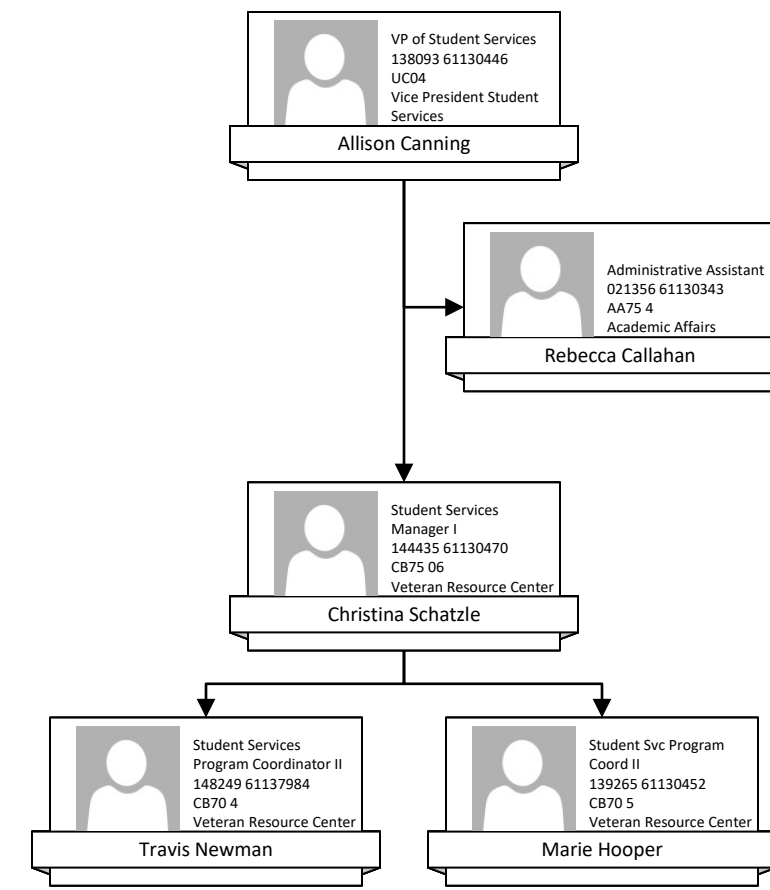 VP of Student Services
138093 61130446
UC04
Vice President Student
Services
Allison Canning
Administrative Assistant
021356 61130343
AA75 4
Academic Affairs
Rebecca Callahan
Student Services
Manager I
144435 61130470
CB75 06
Veteran Resource Center
Christina Schatzle
Student Services
Program Coordinator II
148249 61137984
CB70 4
Veteran Resource Center
Travis Newman
Student Svc Program
Coord II
139265 61130452
CB70 5
Veteran Resource Center
Marie Hooper